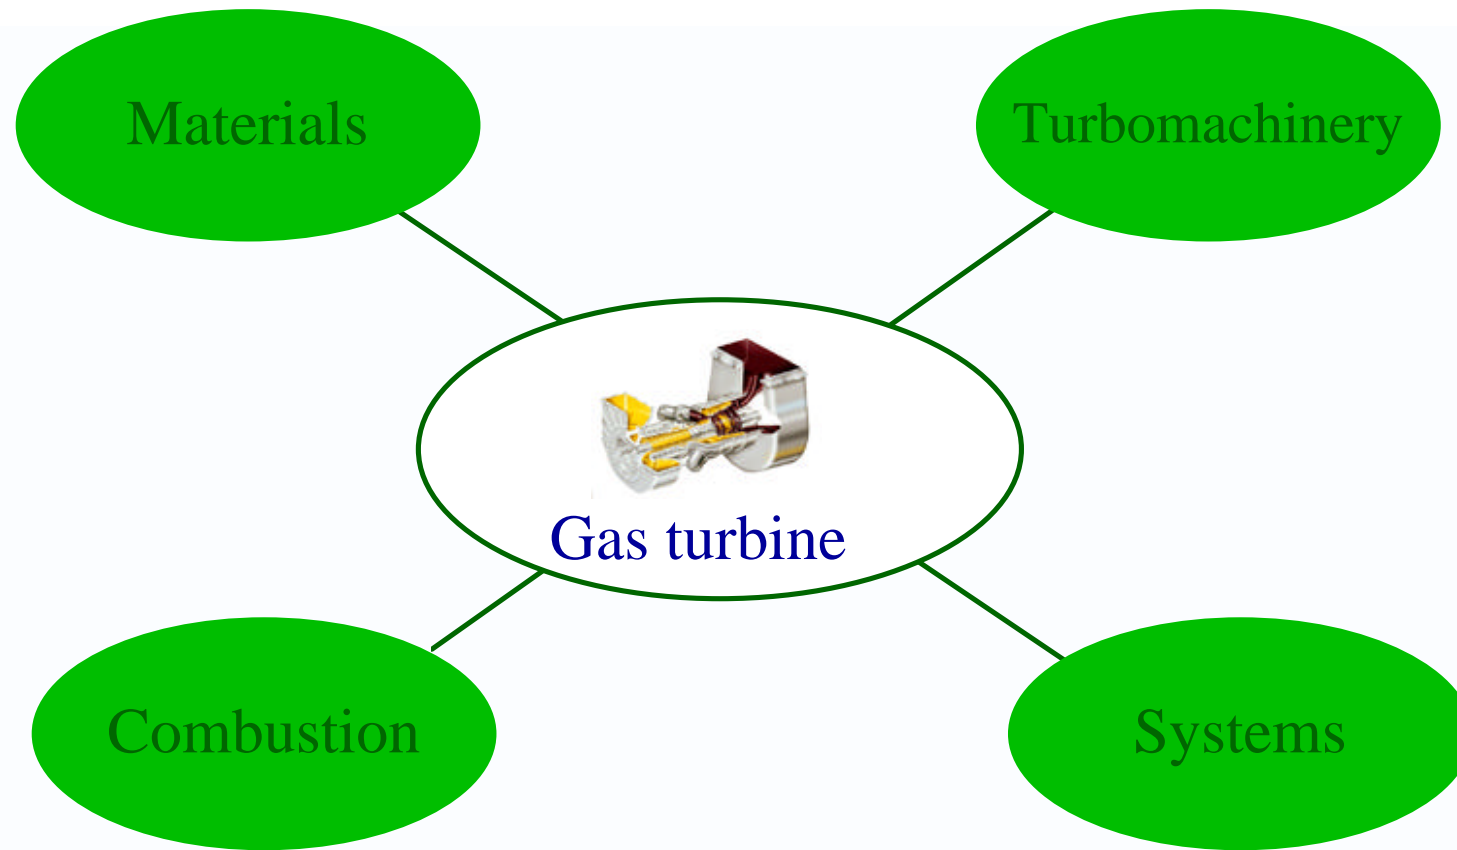 Materials
Turbomachinery
Gas turbine
Combustion
Systems